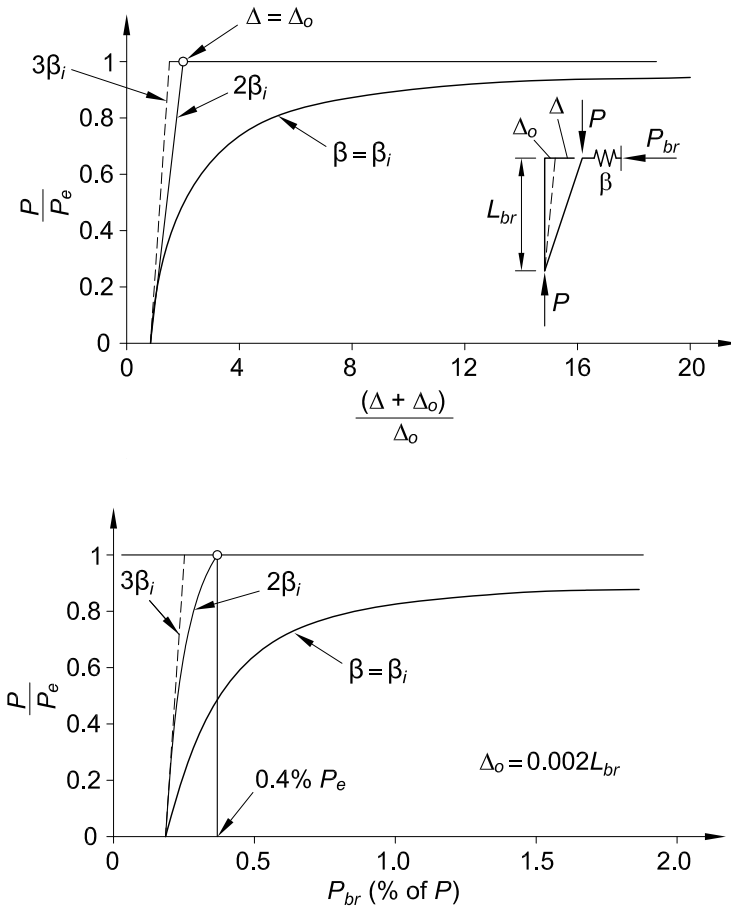 Δ = Δo
1
3βi
2βi
0.8
β = βi
0.6
P
Pe
0.4
0.2
0
0
4
8
12
16
20
(Δ + Δo)
Δo
Δo
Δ
P
Pbr
β
Lbr
P
1
3βi
2βi
0.8
β = βi
0.6
P
Pe
0.4
0.2
0.4% Pe
Δo = 0.002Lbr
0
0
0.5
1.0
1.5
2.0
Pbr (% of P)